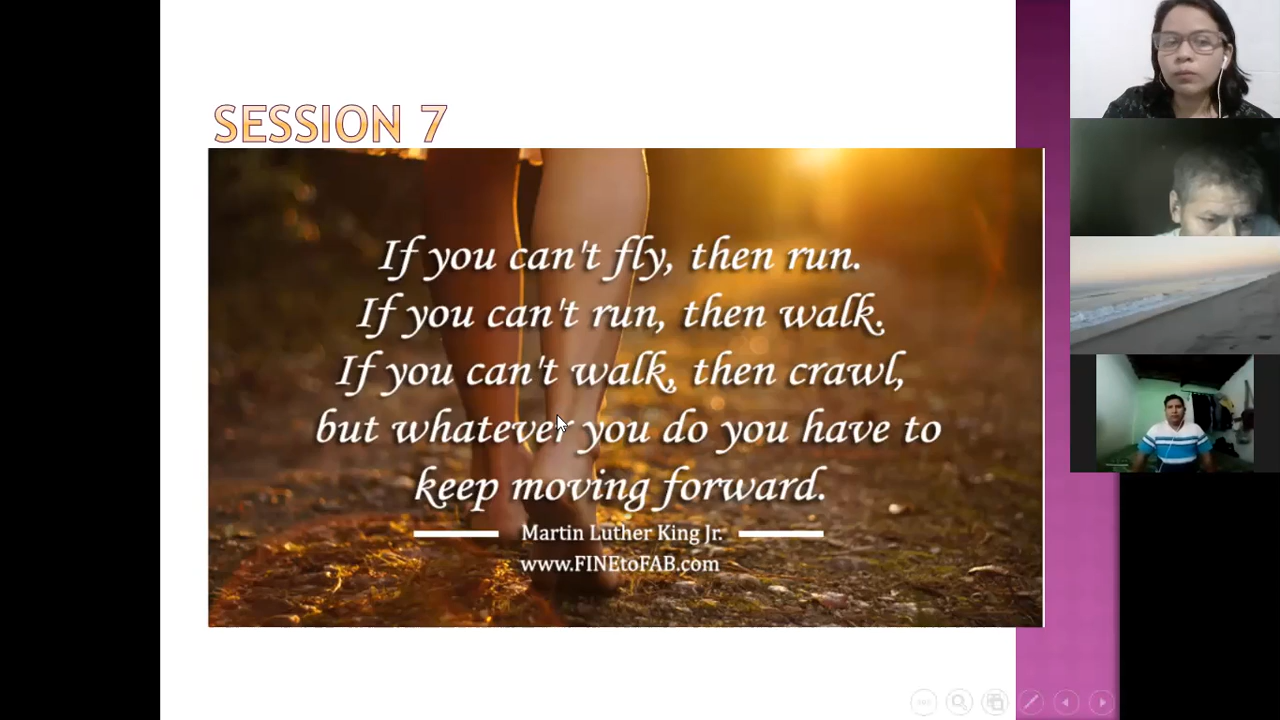 SESSION 7
If you can't fly, then run.
If you can't run, then walk.
If you can't walk, then crawl,
but whatever you do you have to
keep moving forward.
Martin Luther King Jr.
www.FINEtoFAB.com